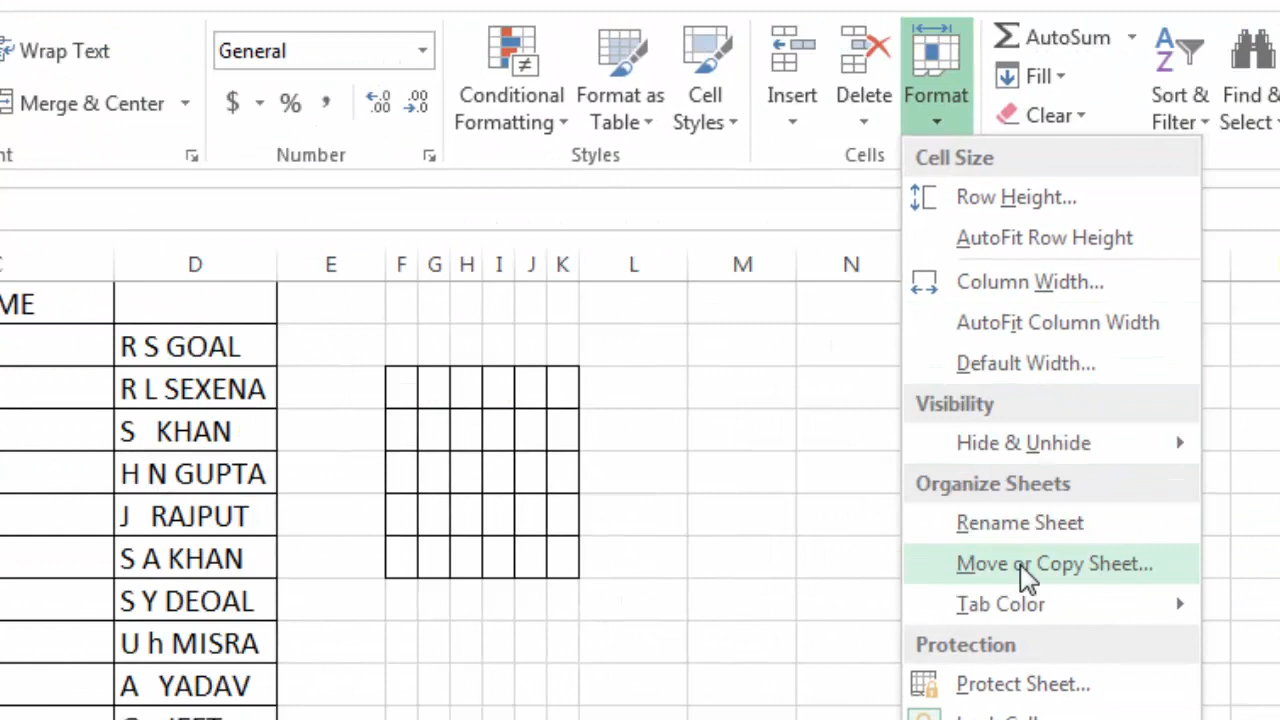 Wrap Text
Merge & Center
nt
General
$ % ,
.00 .00
Number
Conditional Formatting
Format as Table
Cell Styles
Styles
Insert
Delete
Format
Cells
AutoSum
Fill
Clear
Sort & Filter
Find & Select
C D E F G H I J K L M N
ME
R S GOAL
R L SEXENA
S KHAN
H N GUPTA
J RAJPUT
S A KHAN
S Y DEOAL
U h MISRA
A YADAV
Cell Size
Row Height...
AutoFit Row Height
Column Width...
AutoFit Column Width
Default Width...
Visibility
Hide & Unhide
Organize Sheets
Rename Sheet
Move or Copy Sheet...
Tab Color
Protection
Protect Sheet...